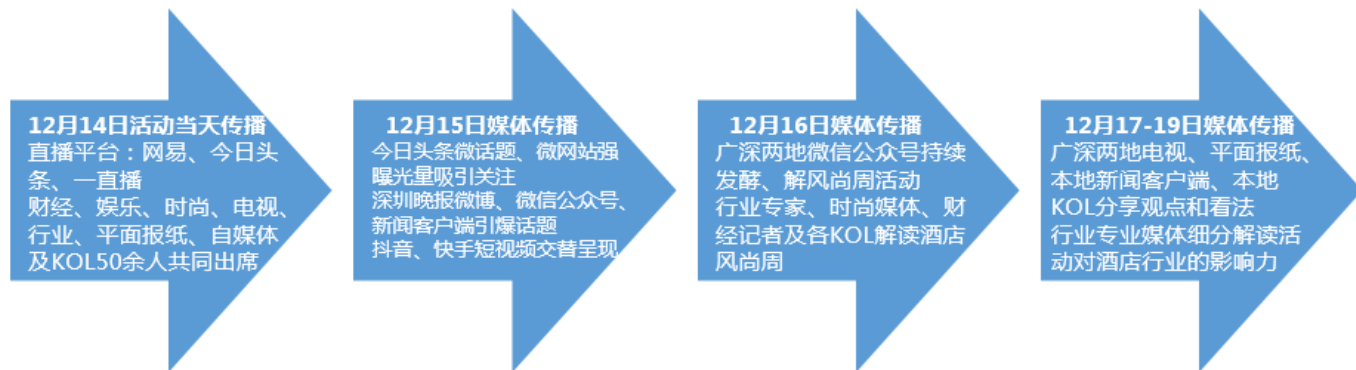 12月14日活动当天传播
直播平台：网易、今日头
条、一直播
财经、娱乐、时尚、电视、
行业、平面报纸、自媒体
及KOL50余人共同出席
12月15日媒体传播
今日头条微话题、微网站强
曝光量吸引关注
深圳晚报微博、微信公众号、
新闻客户端引爆话题
抖音、快手短视频交替呈现
12月16日媒体传播
广深两地微信公众号持续
发酵、解风尚周活动
行业专家、时尚媒体、财
经记者及各KOL解读酒店
风尚周
12月17-19日媒体传播
广深两地电视、平面报纸、
本地新闻客户端、本地
KOL分享观点和看法
行业专业媒体细分解读活
动对酒店行业的影响力